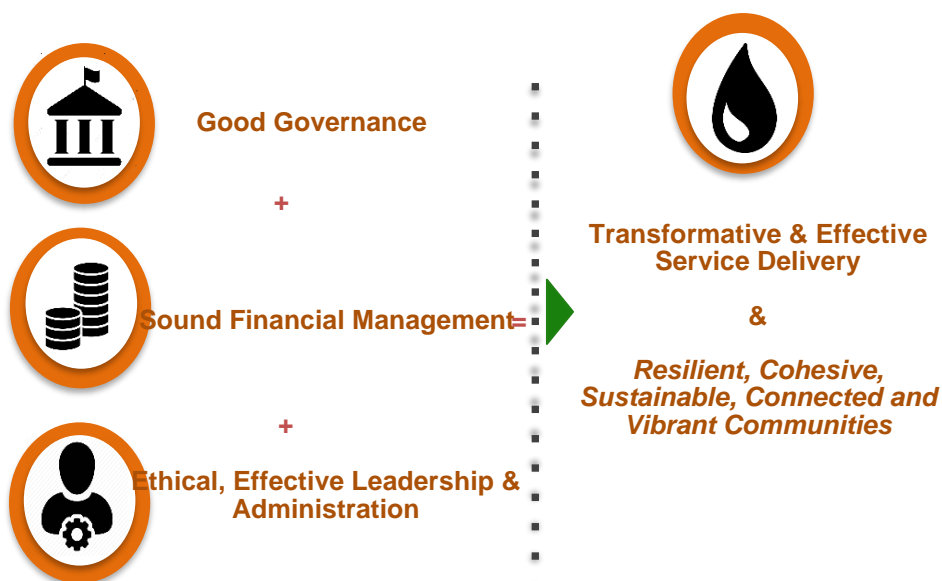 Good Governance
+
Sound Financial Management
=
+
Ethical, Effective Leadership &
Administration
Transformative & Effective
Service Delivery
&
Resilient, Cohesive,
Sustainable, Connected and
Vibrant Communities